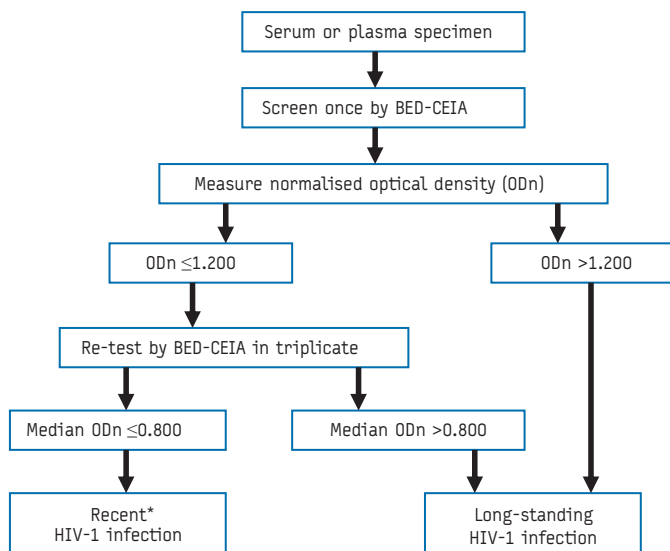 Serum or plasma specimen
Screen once by BED-CEIA
Measure normalised optical density (ODn)
ODn ≤1.200
ODn >1.200
Re-test by BED-CEIA in triplicate
Median ODn ≤0.800
Median ODn >0.800
Recent*
HIV-1 infection
Long-standing
HIV-1 infection